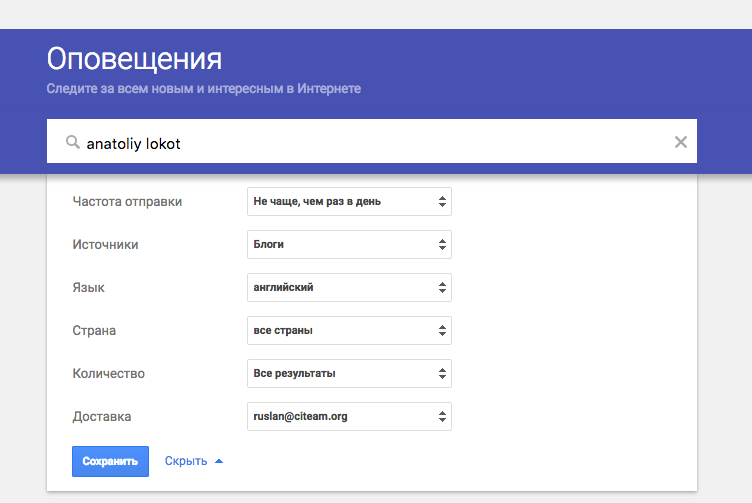 Оповещения
Следите за всем новым и интересным в Интернете
anatoliy lokot
Частота отправки Не чаще, чем раз в день
Источники Блоги
Язык английский
Страна все страны
Количество Все результаты
Доставка ruslan@citeam.org
Сохранить Скрыть